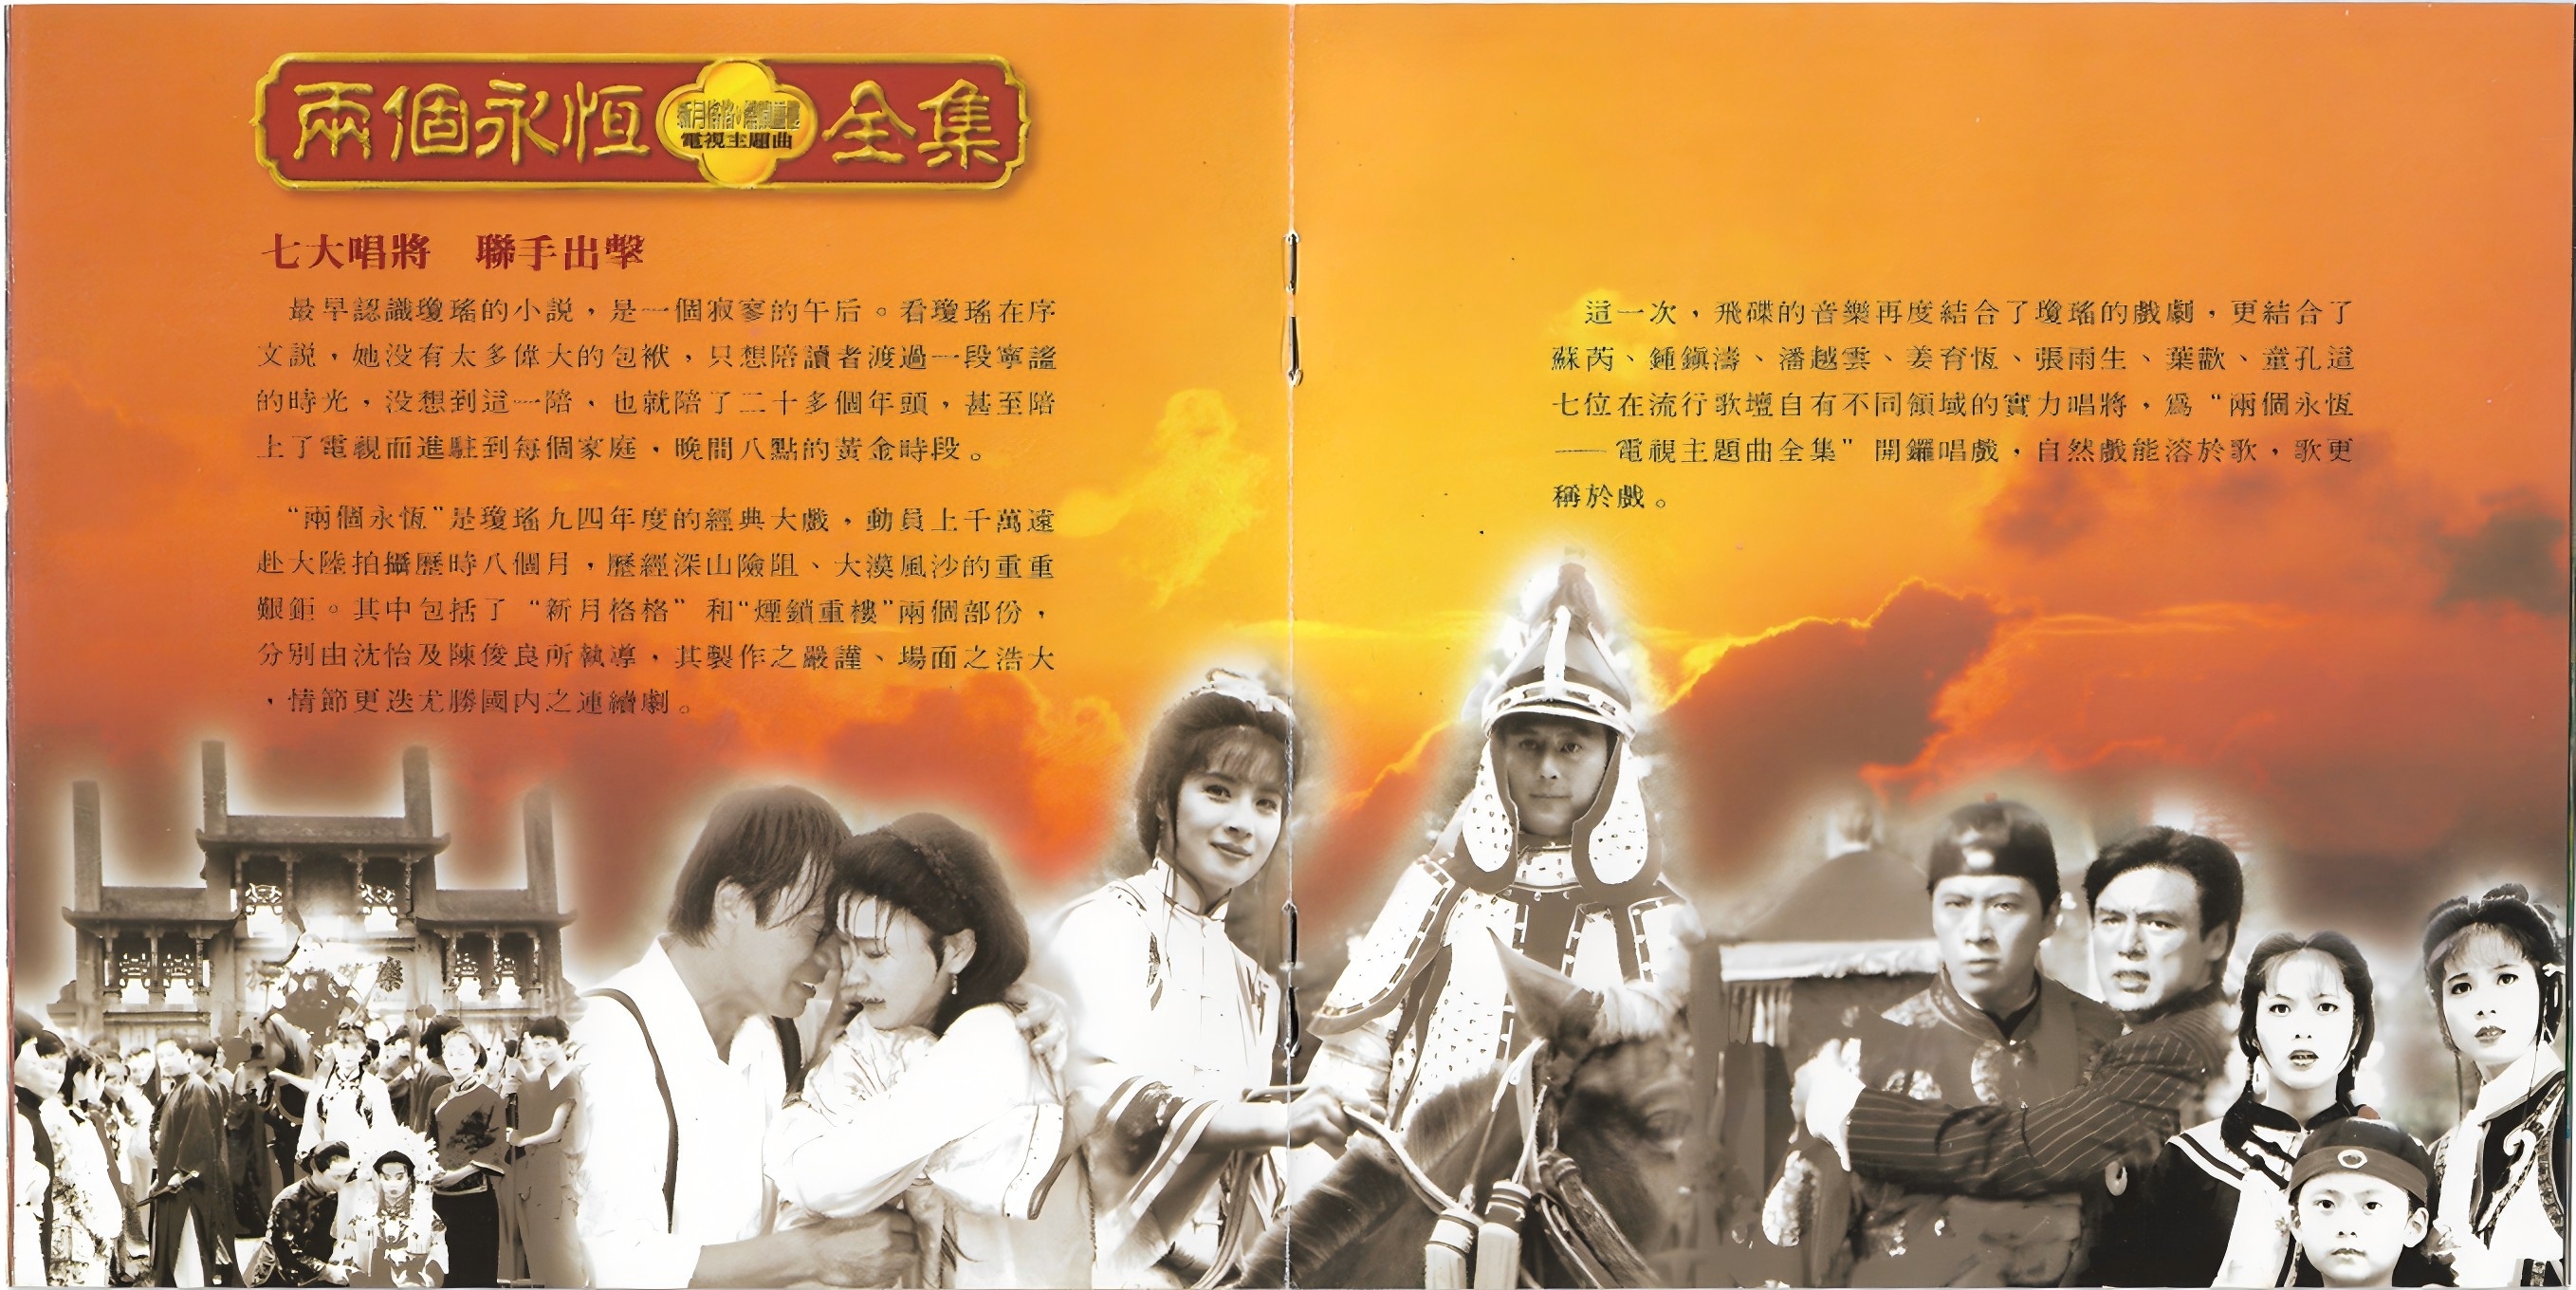 兩個永恆
新月格格
電視主題曲
全集
七大唱將　聯手出擊
最早認識瓊瑤的小說，是一個寂寥的午后。看瓊瑤在序
文說，她沒有太多偉大的包袱，只想陪讀者渡過一段寧謐
的時光，沒想到這一陪，也就陪了二十多個年頭，甚至陪
上了電視而進駐到每個家庭，晚間八點的黃金時段。
“兩個永恆”是瓊瑤九四年度的經典大戲，動員上千萬遠
赴大陸拍攝歷時八個月，歷經深山險阻、大漠風沙的重重
艱鉅。其中包括了 “新月格格” 和“煙鎖重樓”兩個部份，
分別由沈怡及陳俊良所執導，其製作之嚴謹、場面之浩大
，情節更迭尤勝國內之連續劇。
這一次，飛碟的音樂再度結合了瓊瑤的戲劇，更結合了
蘇芮、鍾鎮濤、潘越雲、姜育恆、張雨生、葉歡、童孔這
七位在流行歌壇自有不同領域的實力唱將，為 “兩個永恆
——電視主題曲全集” 開鑼唱戲，自然戲能溶於歌，歌更
稱於戲。